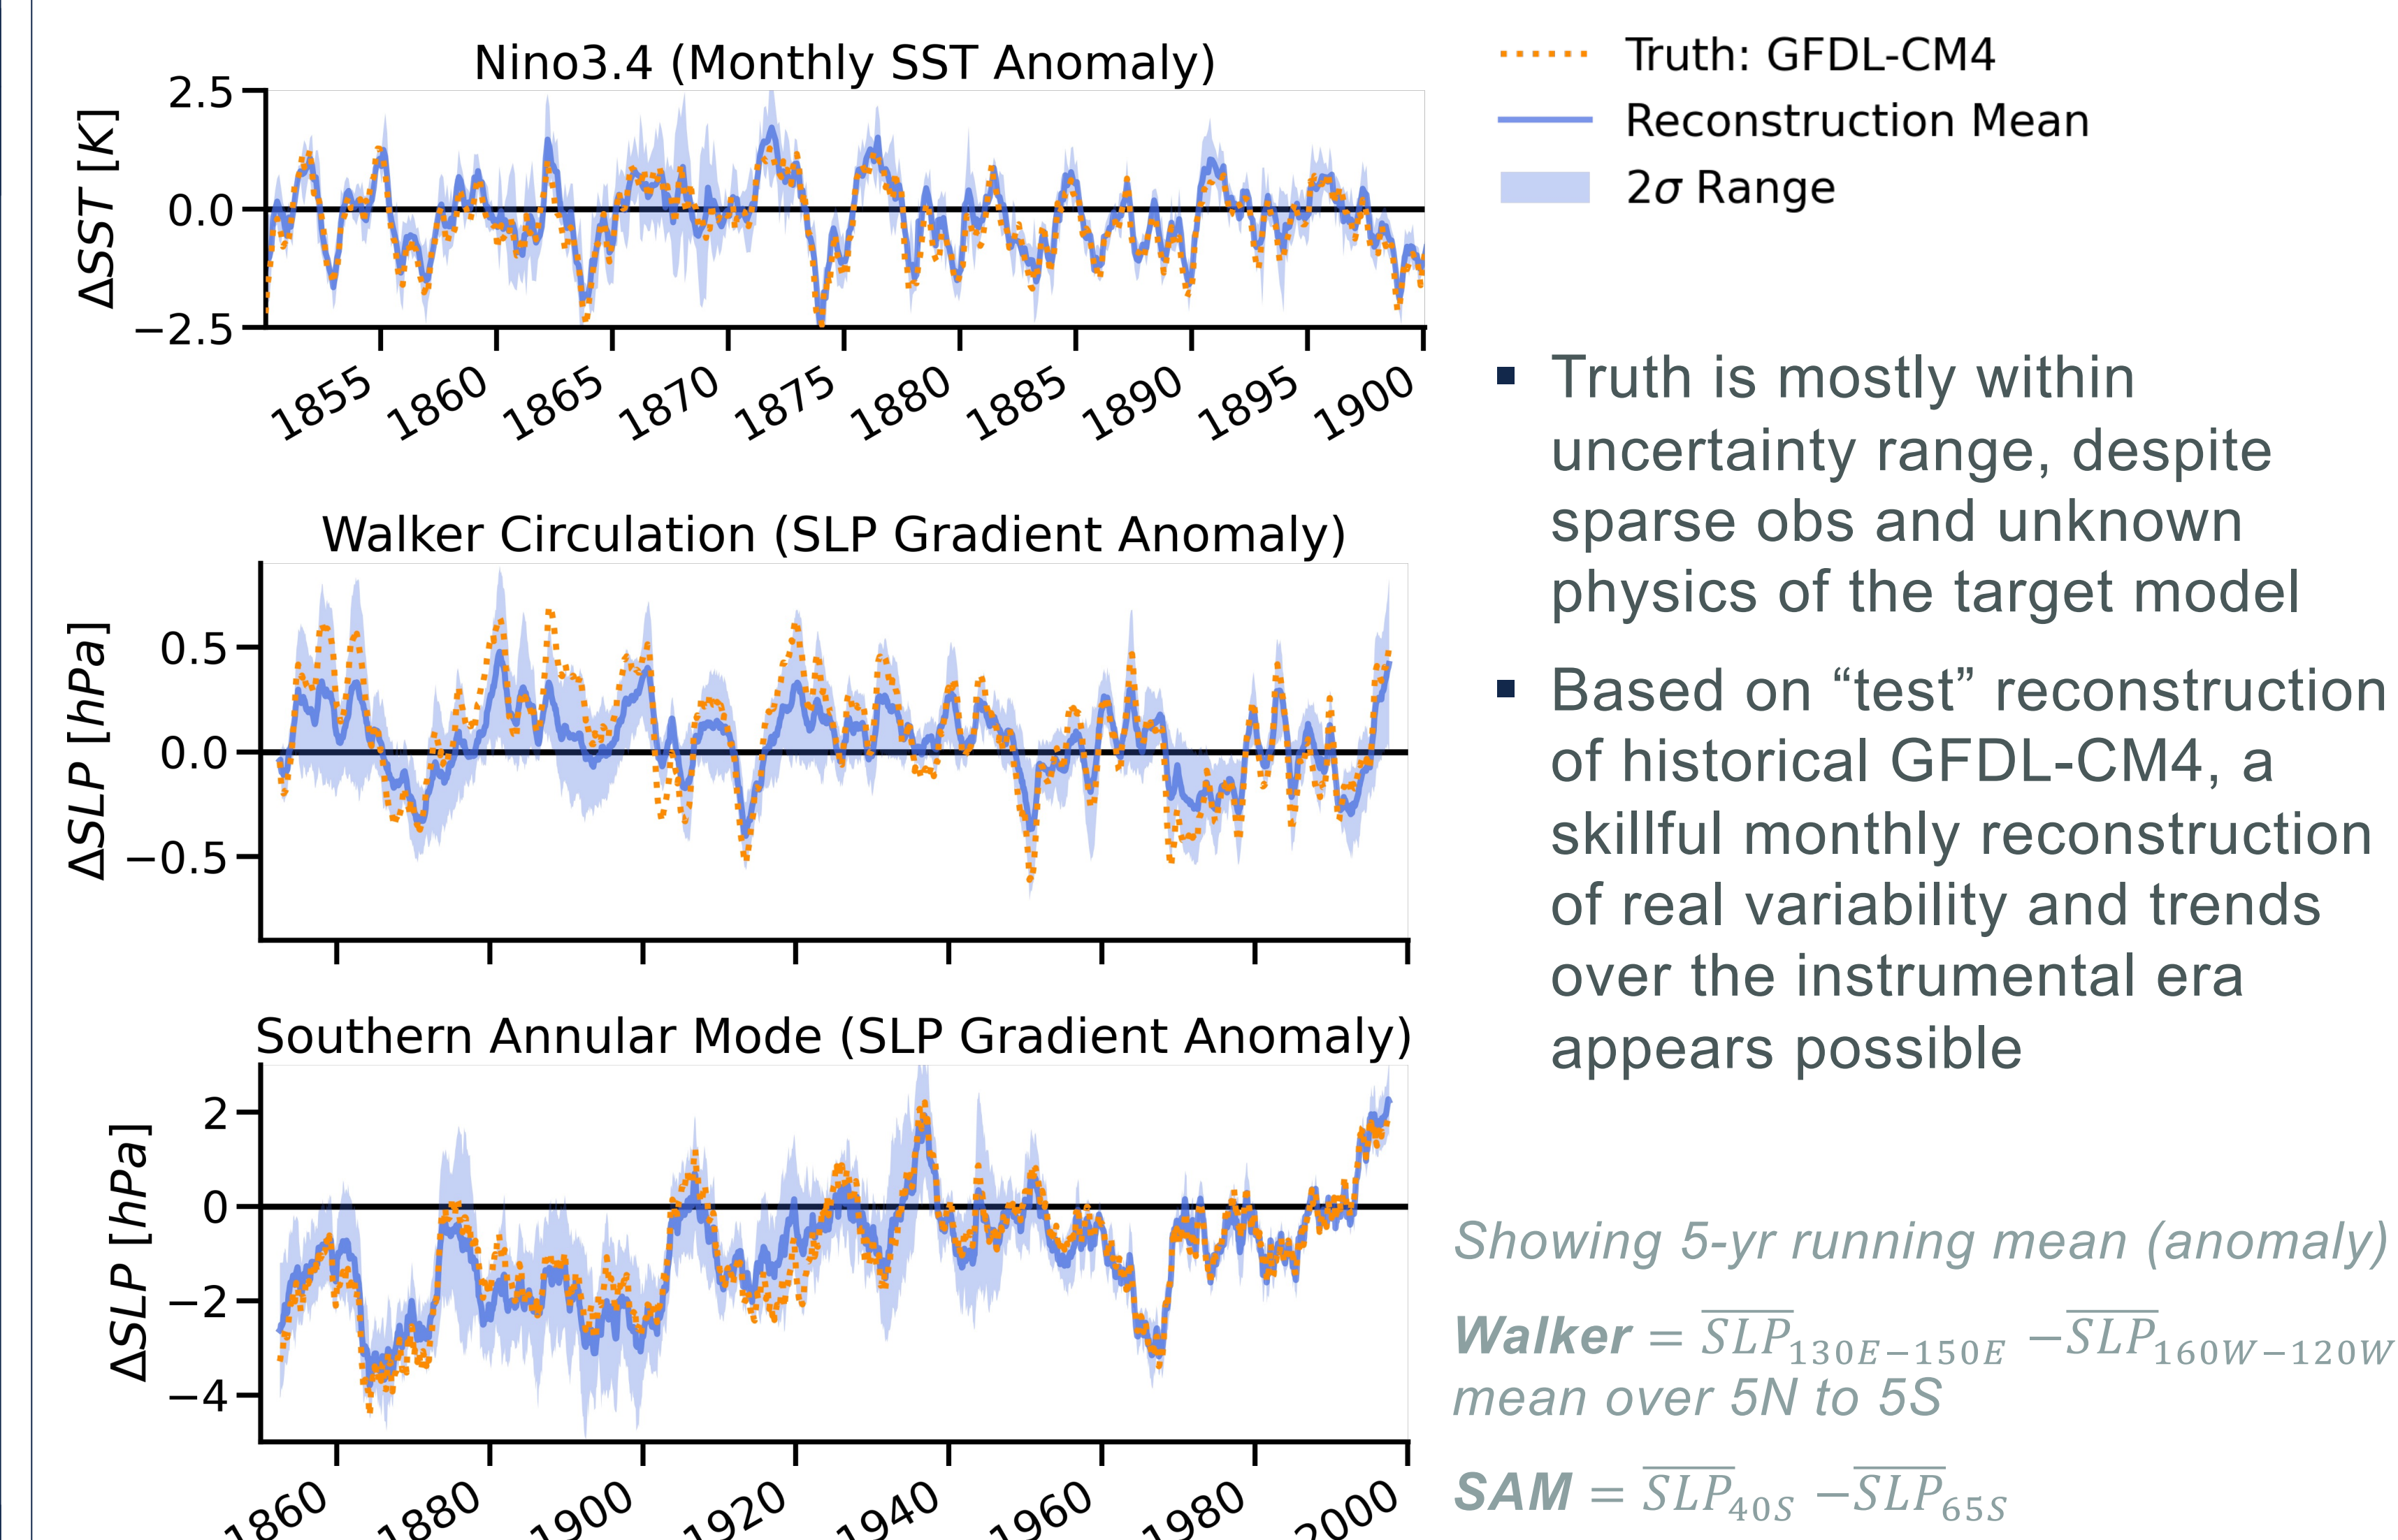 Nino3.4 (Monthly SST Anomaly)
ΔSST [K]
2.5
0.0
−2.5
1855
1860
1865
1870
1875
1880
1885
1890
1895
1900
Walker Circulation (SLP Gradient Anomaly)
ΔSLP [hPa]
0.5
0.0
−0.5
Southern Annular Mode (SLP Gradient Anomaly)
ΔSLP [hPa]
2
0
−2
−4
1860
1880
1900
1920
1940
1960
1980
2000
Truth: GFDL-CM4
Reconstruction Mean
2σ Range
▪ Truth is mostly within
uncertainty range, despite
sparse obs and unknown
physics of the target model
▪ Based on “test” reconstruction
of historical GFDL-CM4, a
skillful monthly reconstruction
of real variability and trends
over the instrumental era
appears possible
Showing 5-yr running mean (anomaly)
Walker = S̅L̅P̅₁₃₀E₋₁₅₀E −S̅L̅P̅₁₆₀W₋₁₂₀W
mean over 5N to 5S
SAM = S̅L̅P̅₄₀S −S̅L̅P̅₆₅S